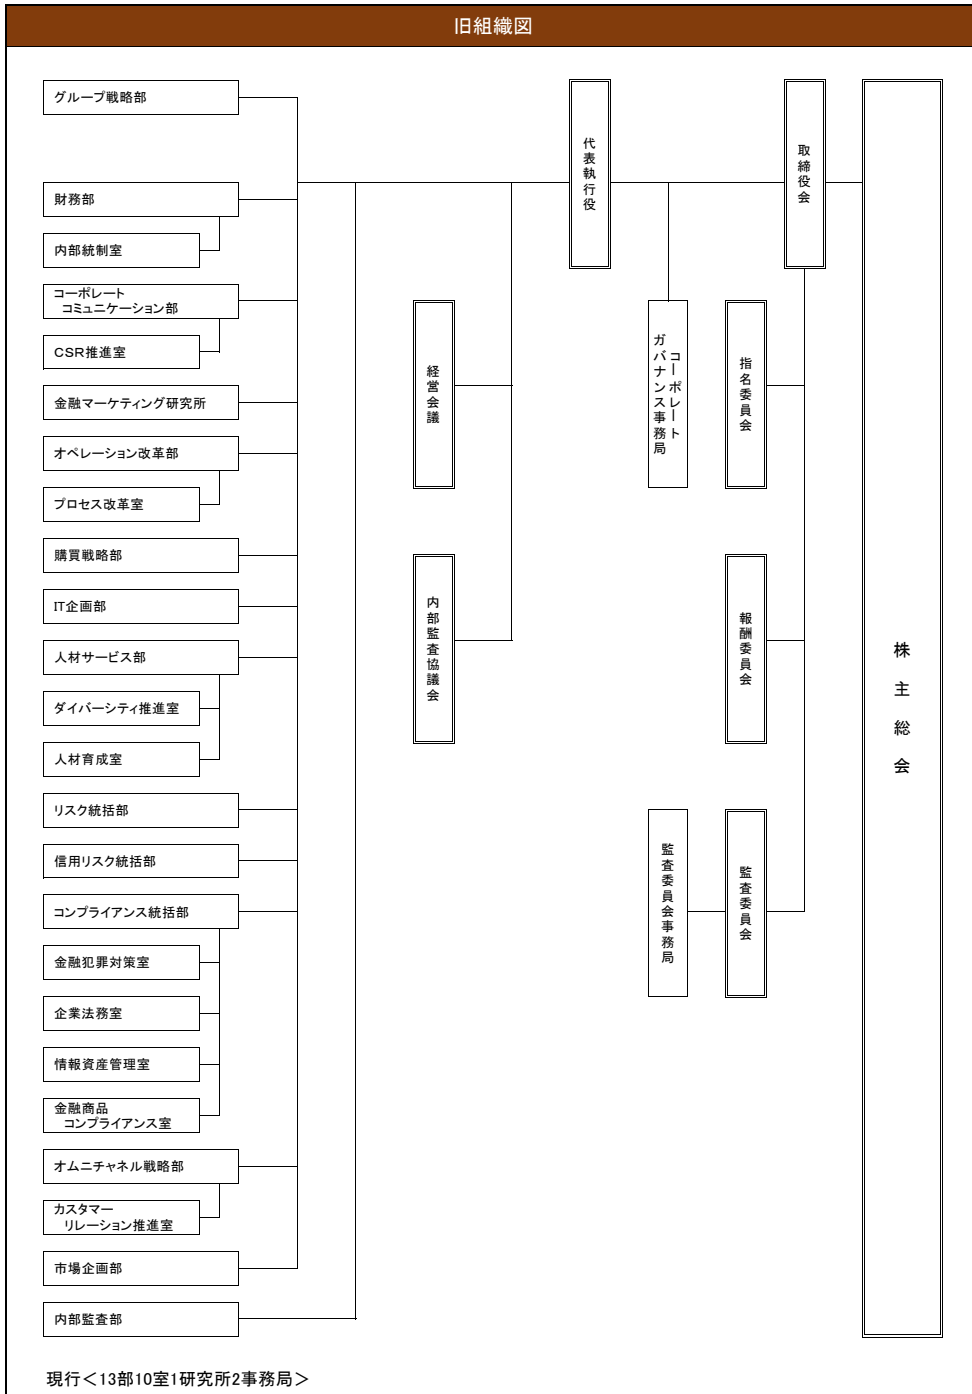 旧組織図
グループ戦略部
財務部
内部統制室
コーポレート
コミュニケーション部
CSR推進室
金融マーケティング研究所
オペレーション改革部
プロセス改革室
購買戦略部
IT企画部
人材サービス部
ダイバーシティ推進室
人材育成室
リスク統括部
信用リスク統括部
コンプライアンス統括部
金融犯罪対策室
企業法務室
情報資産管理室
金融商品
コンプライアンス室
オムニチャネル戦略部
カスタマー
リレーション推進室
市場企画部
内部監査部
経営会議
内部監査協議会
代表執行役
コーポレート
ガバナンス事務局
監査委員会事務局
取締役会
指名委員会
報酬委員会
監査委員会
株主総会
現行<13部10室1研究所2事務局>